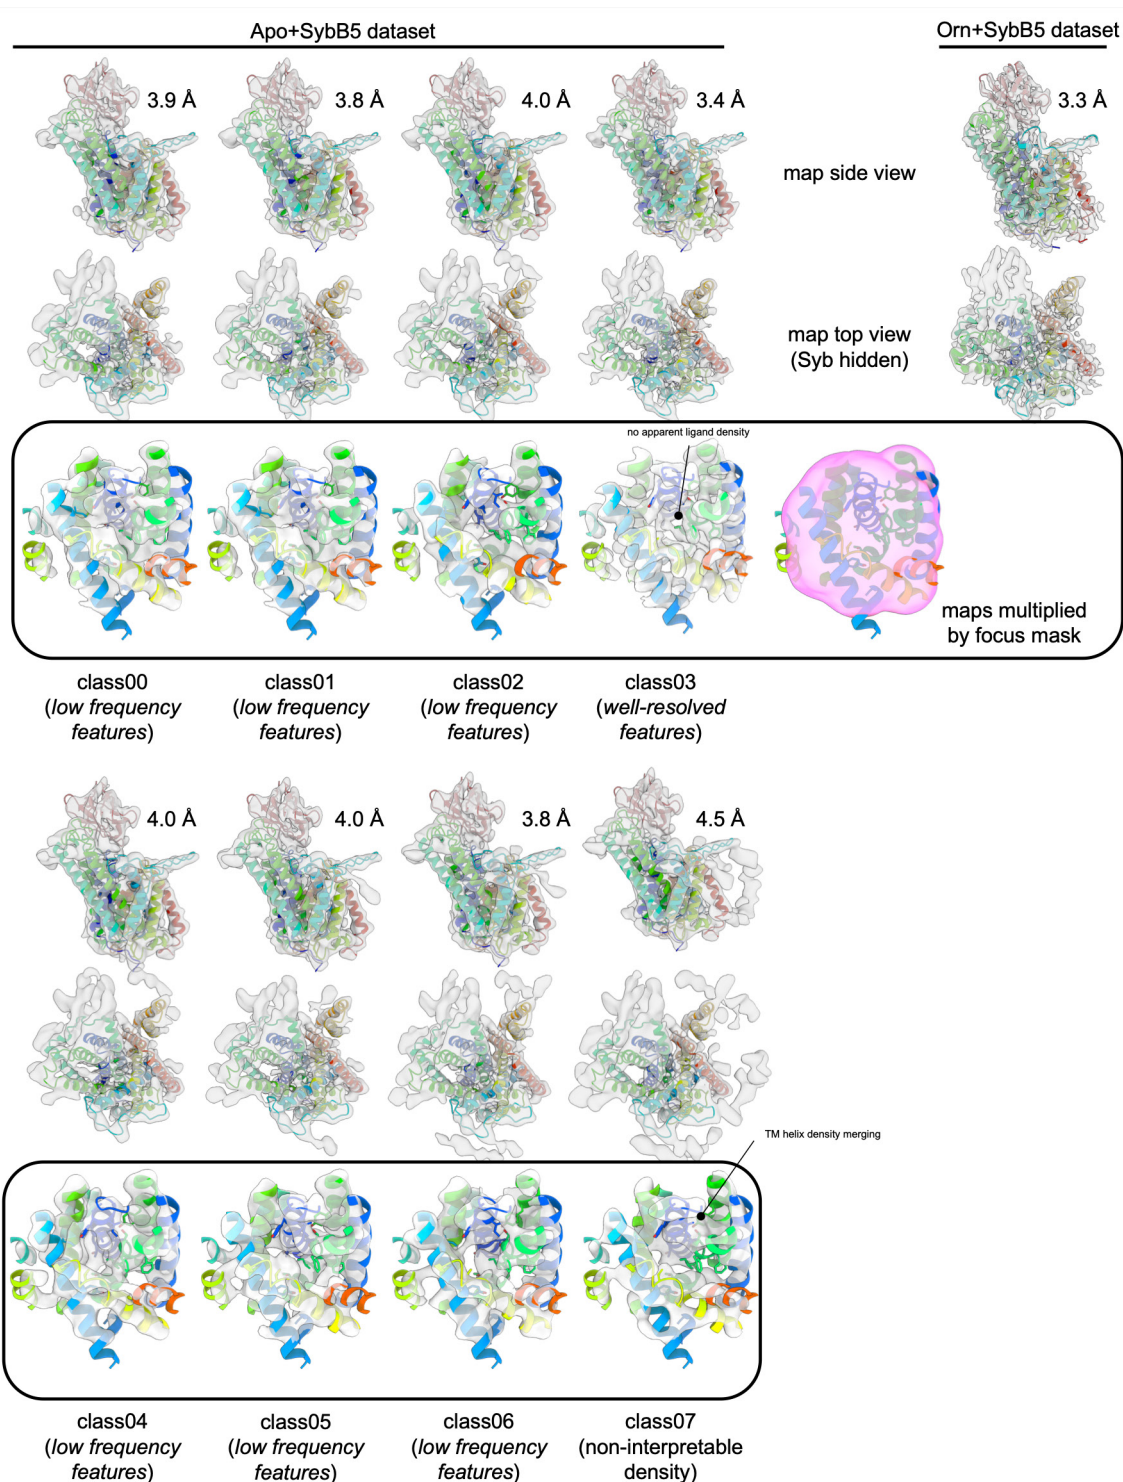 Apo+SybB5 dataset
Orn+SybB5 dataset
3.9 Å
3.8 Å
4.0 Å
3.4 Å
3.3 Å
map side view
map top view
(Syb hidden)
no apparent ligand density
maps multiplied
by focus mask
class00
(low frequency
features)
class01
(low frequency
features)
class02
(low frequency
features)
class03
(well-resolved
features)
4.0 Å
4.0 Å
3.8 Å
4.5 Å
TM helix density merging
class04
(low frequency
features)
class05
(low frequency
features)
class06
(low frequency
features)
class07
(non-interpretable
density)